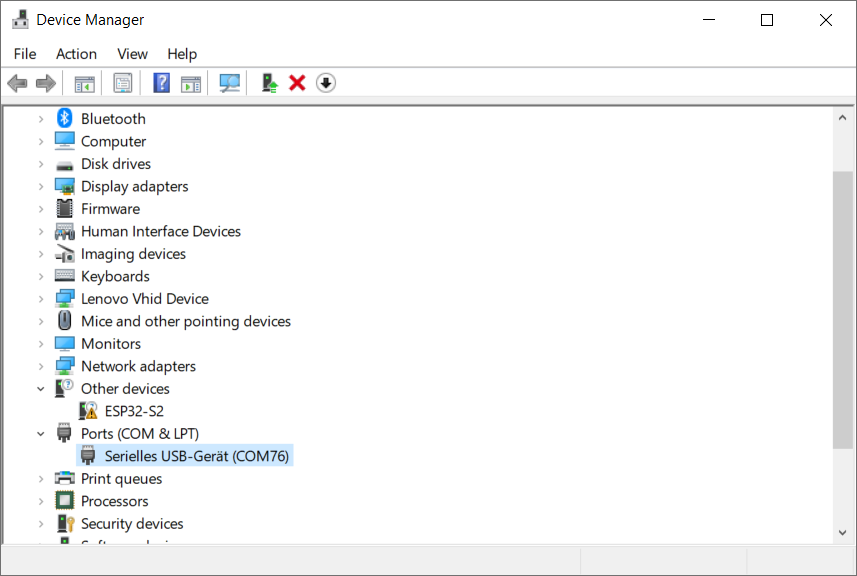 Device Manager
File Action View Help
Bluetooth
Computer
Disk drives
Display adapters
Firmware
Human Interface Devices
Imaging devices
Keyboards
Lenovo Vhid Device
Mice and other pointing devices
Monitors
Network adapters
Other devices
ESP32-S2
Ports (COM & LPT)
Serielles USB-Gerät (COM76)
Print queues
Processors
Security devices